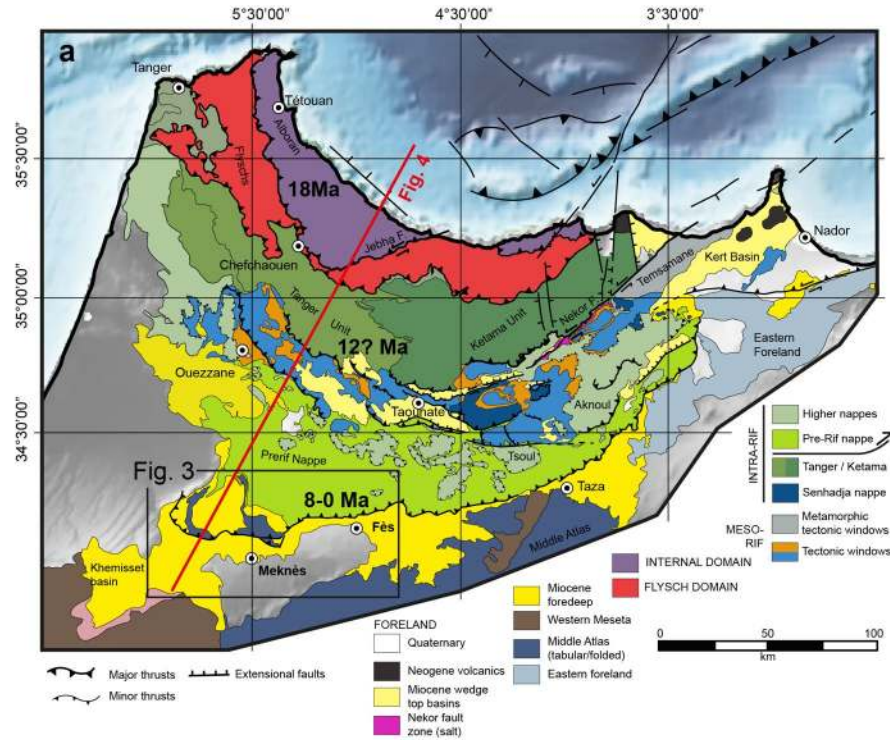 a
5°30'00"
4°30'00"
3°30'00"
35°30'00"
35°00'00"
34°30'00"
Tanger
Tétouan
Flyschs
Alboran
18Ma
Fig. 4
Jebha F.
Chefchaouen
Nador
Kert Basin
Temsamane
Nekor F.
Tanger
Unit
Ketama Unit
12? Ma
Eastern
Foreland
Ouezzane
Taounate
Aknoul
Prerif Nappe
Tsoul
Fig. 3
8-0 Ma
Taza
Fès
Meknès
Middle Atlas
Khemisset
basin
INTRA-RIF
Higher nappes
Pre-Rif nappe
Tanger / Ketama
Senhadja nappe
MESO-
RIF
Metamorphic
tectonic windows
Tectonic windows
INTERNAL DOMAIN
FLYSCH DOMAIN
FORELAND
Quaternary
Neogene volcanics
Miocene wedge
top basins
Nekor fault
zone (salt)
Miocene
foredeep
Western Meseta
Middle Atlas
(tabular/folded)
Eastern foreland
0 50 100
km
Major thrusts
Extensional faults
Minor thrusts